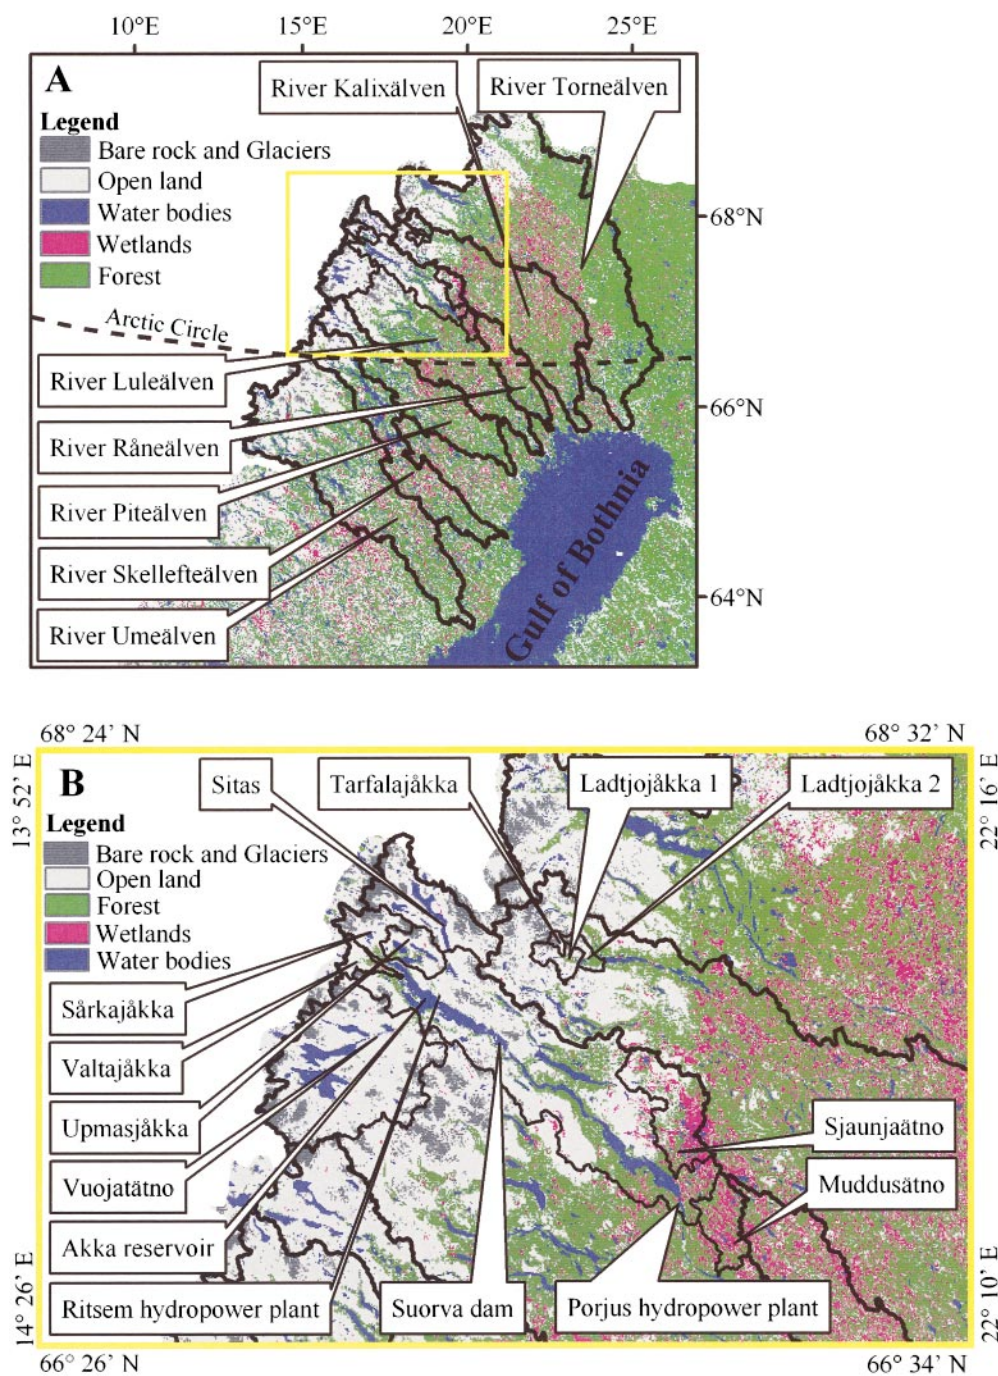 10°E 15°E 20°E 25°E
A
River Kalixälven
River Torneälven
Legend
Bare rock and Glaciers
Open land
Water bodies
Wetlands
Forest
68°N
Arctic Circle
River Luleälven
66°N
River Råneälven
River Piteälven
River Skellefteälven
64°N
River Umeälven
Gulf of Bothnia
68° 24’ N
68° 32’ N
13° 52’ E
22° 16’ E
B
Sitas
Tarfalajåkka
Ladtjojåkka 1
Ladtjojåkka 2
Legend
Bare rock and Glaciers
Open land
Forest
Wetlands
Water bodies
Sårkajåkka
Valtajåkka
Upmasjåkka
Sjaunjaätno
Vuojatätno
Muddusätno
Akka reservoir
Ritsem hydropower plant
Suorva dam
Porjus hydropower plant
14° 26’ E
22° 10’ E
66° 26’ N
66° 34’ N